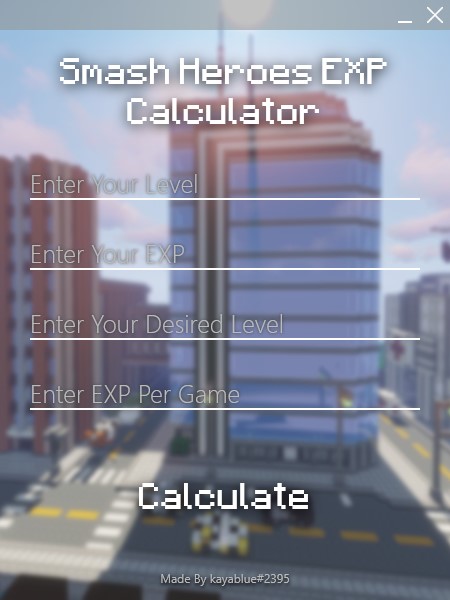 Smash Heroes EXP
Calculator
Enter Your Level
Enter Your EXP
Enter Your Desired Level
Enter EXP Per Game
Calculate
Made By kayablue#2395